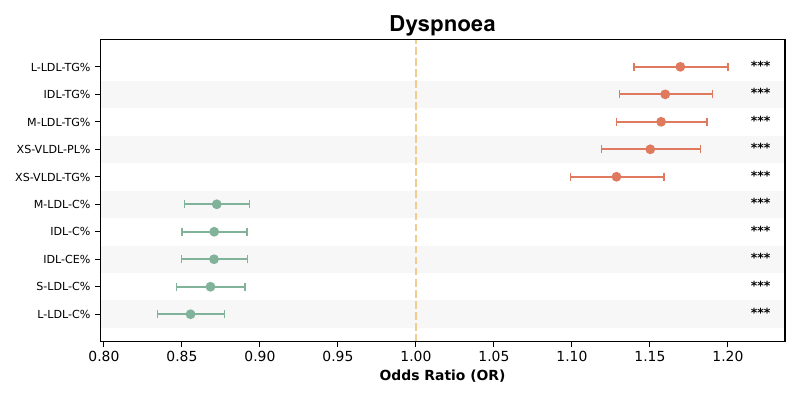 Dyspnoea
L-LDL-TG% ***
IDL-TG% ***
M-LDL-TG% ***
XS-VLDL-PL% ***
XS-VLDL-TG% ***
M-LDL-C% ***
IDL-C% ***
IDL-CE% ***
S-LDL-C% ***
L-LDL-C% ***
0.80 0.85 0.90 0.95 1.00 1.05 1.10 1.15 1.20
Odds Ratio (OR)